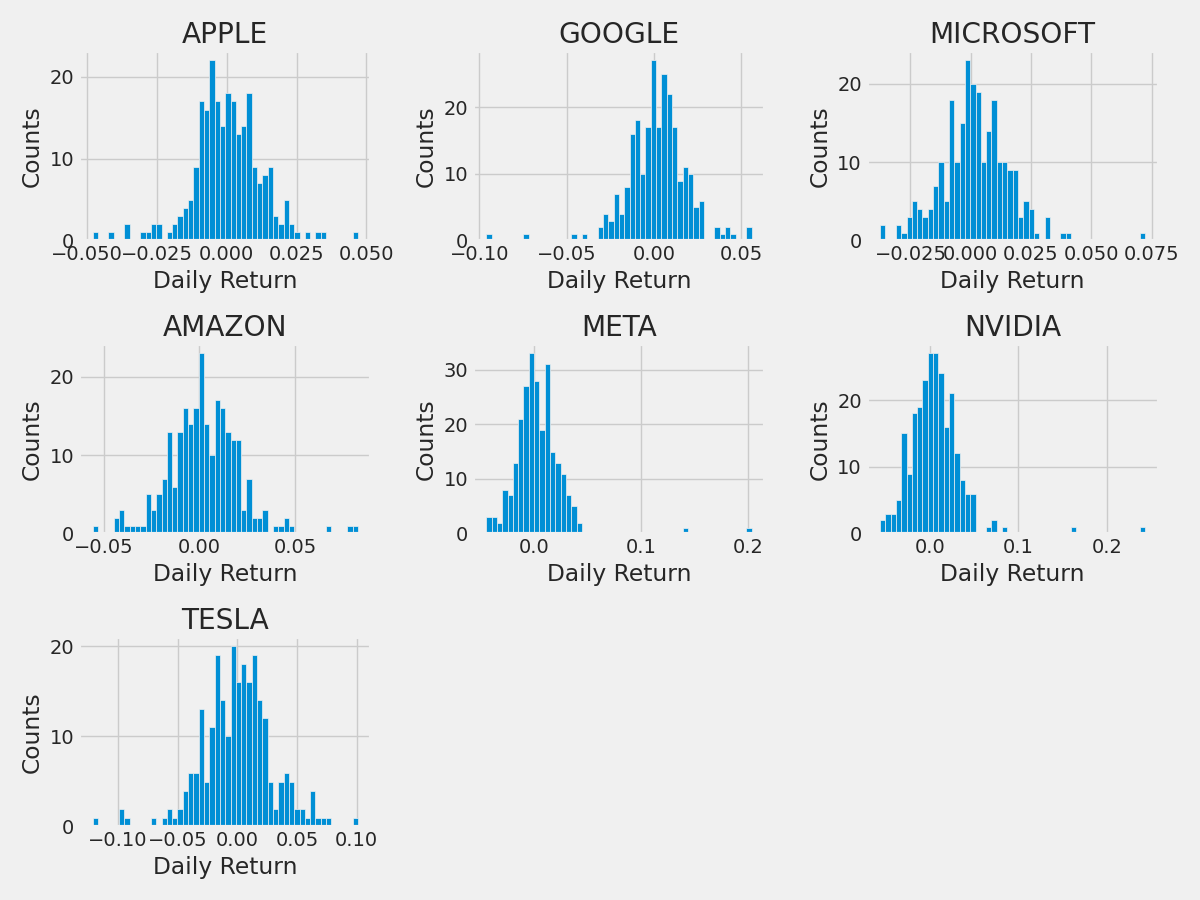 APPLE
Counts
20
10
0
−0.050 −0.025 0.000 0.025 0.050
Daily Return
GOOGLE
Counts
20
10
0
−0.10 −0.05 0.00 0.05
Daily Return
MICROSOFT
Counts
20
10
0
−0.025 0.000 0.025 0.050 0.075
Daily Return
AMAZON
Counts
20
10
0
−0.05 0.00 0.05
Daily Return
META
Counts
30
20
10
0
0.0 0.1 0.2
Daily Return
NVIDIA
Counts
20
10
0
0.0 0.1 0.2
Daily Return
TESLA
Counts
20
10
0
−0.10 −0.05 0.00 0.05 0.10
Daily Return